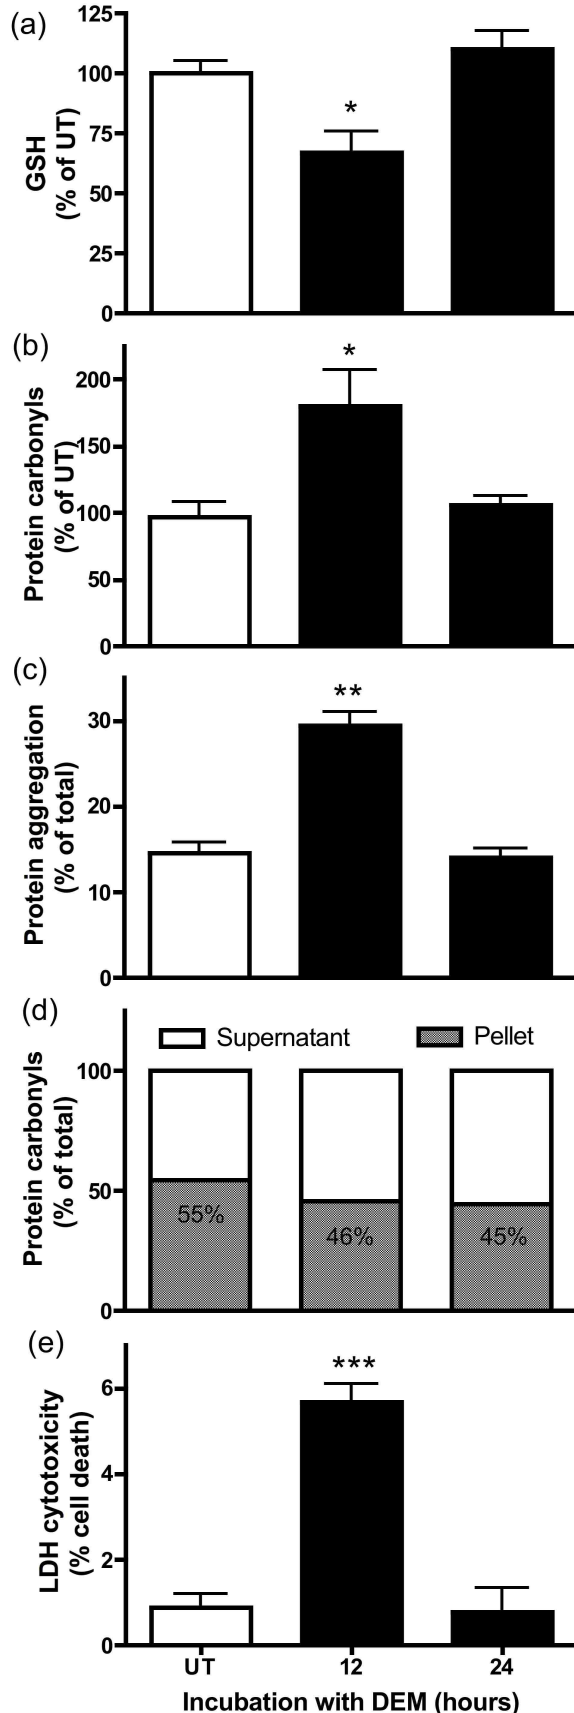 (a)
GSH
(% of UT)
125
100
75
50
25
0
*
(b)
Protein carbonyls
(% of UT)
200
150
100
50
0
*
(c)
Protein aggregation
(% of total)
30
20
10
0
**
(d)
Protein carbonyls
(% of total)
100
50
0
Supernatant Pellet
55% 46% 45%
(e)
LDH cytotoxicity
(% cell death)
6
4
2
0
***
UT 12 24
Incubation with DEM (hours)